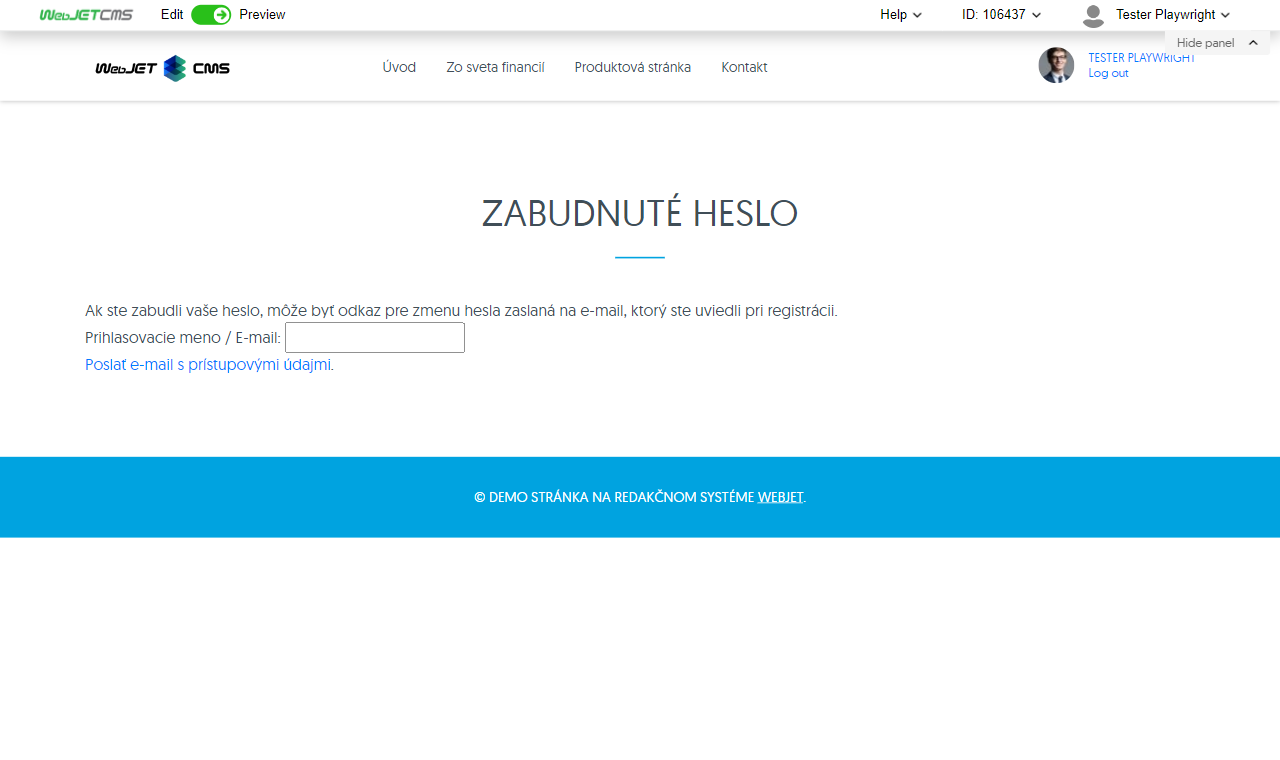 WebJETCMS Edit Preview Help ID: 106437 Tester Playwright
Hide panel
WebJET CMS Úvod Zo sveta financií Produktová stránka Kontakt TESTER PLAYWRIGHT
Log out
ZABUDNUTÉ HESLO
Ak ste zabudli vaše heslo, môže byť odkaz pre zmenu hesla zaslaná na e-mail, ktorý ste uviedli pri registrácii.
Prihlasovacie meno / E-mail:
Poslať e-mail s prístupovými údajmi.
© DEMO STRÁNKA NA REDAKČNOM SYSTÉME WEBJET.